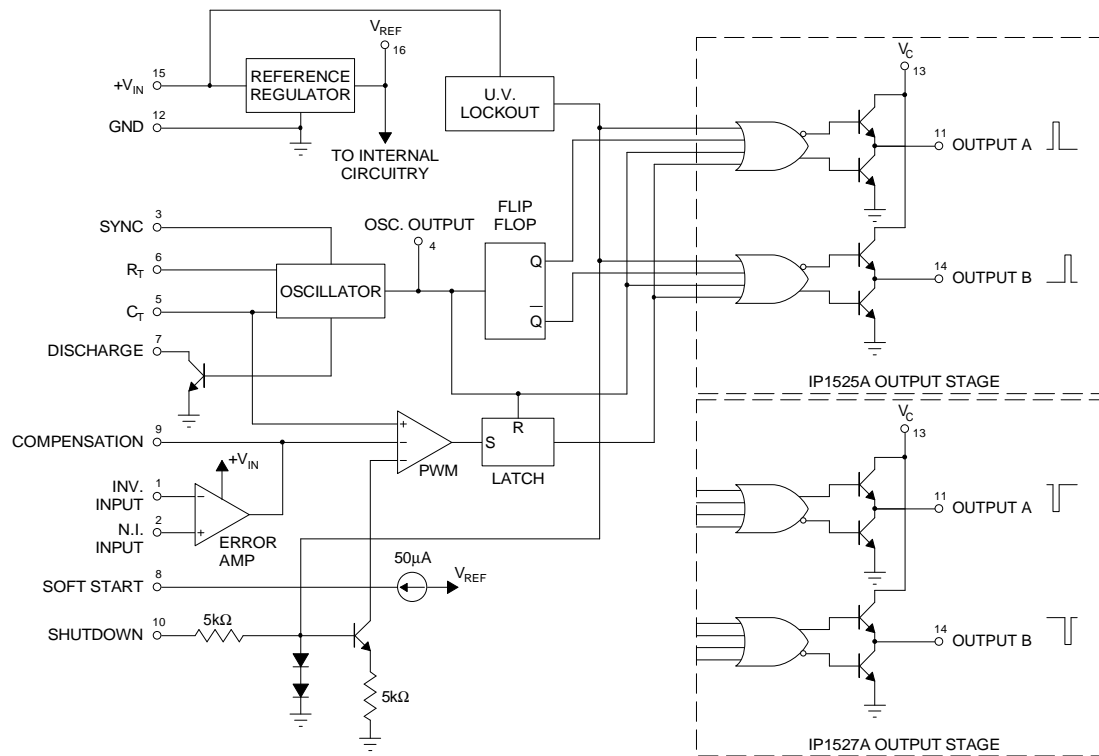 V_REF
16
15
+V_IN
REFERENCE
REGULATOR
U.V.
LOCKOUT
12
GND
TO INTERNAL
CIRCUITRY
V_C
13
11
OUTPUT A
3
SYNC
OSC. OUTPUT
4
FLIP
FLOP
6
R_T
OSCILLATOR
Q
Q̅
5
C_T
14
OUTPUT B
7
DISCHARGE
IP1525A OUTPUT STAGE
9
COMPENSATION
+
−
−
PWM
S
R
LATCH
+V_IN
1
INV.
INPUT
−
2
N.I.
INPUT
+
ERROR
AMP
8
SOFT START
50µA
V_REF
10
SHUTDOWN
5kΩ
5kΩ
V_C
13
11
OUTPUT A
14
OUTPUT B
IP1527A OUTPUT STAGE